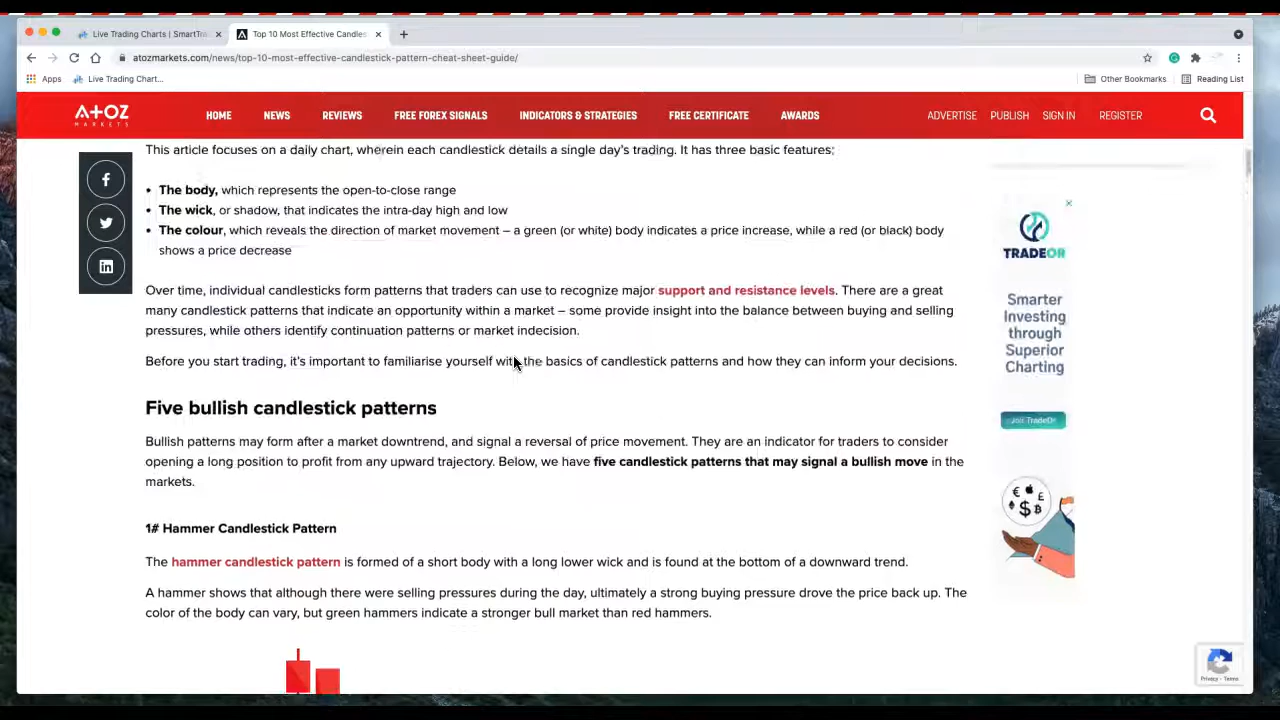 Live Trading Charts | SmartTra
Top 10 Most Effective Candles
atozmarkets.com/news/top-10-most-effective-candlestick-pattern-cheat-sheet-guide/
Apps
Live Trading Chart...
Other Bookmarks
Reading List
A+OZ
MARKETS
HOME
NEWS
REVIEWS
FREE FOREX SIGNALS
INDICATORS & STRATEGIES
FREE CERTIFICATE
AWARDS
ADVERTISE
PUBLISH
SIGN IN
REGISTER
This article focuses on a daily chart, wherein each candlestick details a single day's trading. It has three basic features;
• The body, which represents the open-to-close range
• The wick, or shadow, that indicates the intra-day high and low
• The colour, which reveals the direction of market movement – a green (or white) body indicates a price increase, while a red (or black) body
shows a price decrease
Over time, individual candlesticks form patterns that traders can use to recognize major support and resistance levels. There are a great
many candlestick patterns that indicate an opportunity within a market – some provide insight into the balance between buying and selling
pressures, while others identify continuation patterns or market indecision.
Before you start trading, it's important to familiarise yourself with the basics of candlestick patterns and how they can inform your decisions.
Five bullish candlestick patterns
Bullish patterns may form after a market downtrend, and signal a reversal of price movement. They are an indicator for traders to consider
opening a long position to profit from any upward trajectory. Below, we have five candlestick patterns that may signal a bullish move in the
markets.
1# Hammer Candlestick Pattern
The hammer candlestick pattern is formed of a short body with a long lower wick and is found at the bottom of a downward trend.
A hammer shows that although there were selling pressures during the day, ultimately a strong buying pressure drove the price back up. The
color of the body can vary, but green hammers indicate a stronger bull market than red hammers.
TRADEOR
Smarter
Investing
through
Superior
Charting
Join TradeOr
Privacy - Terms